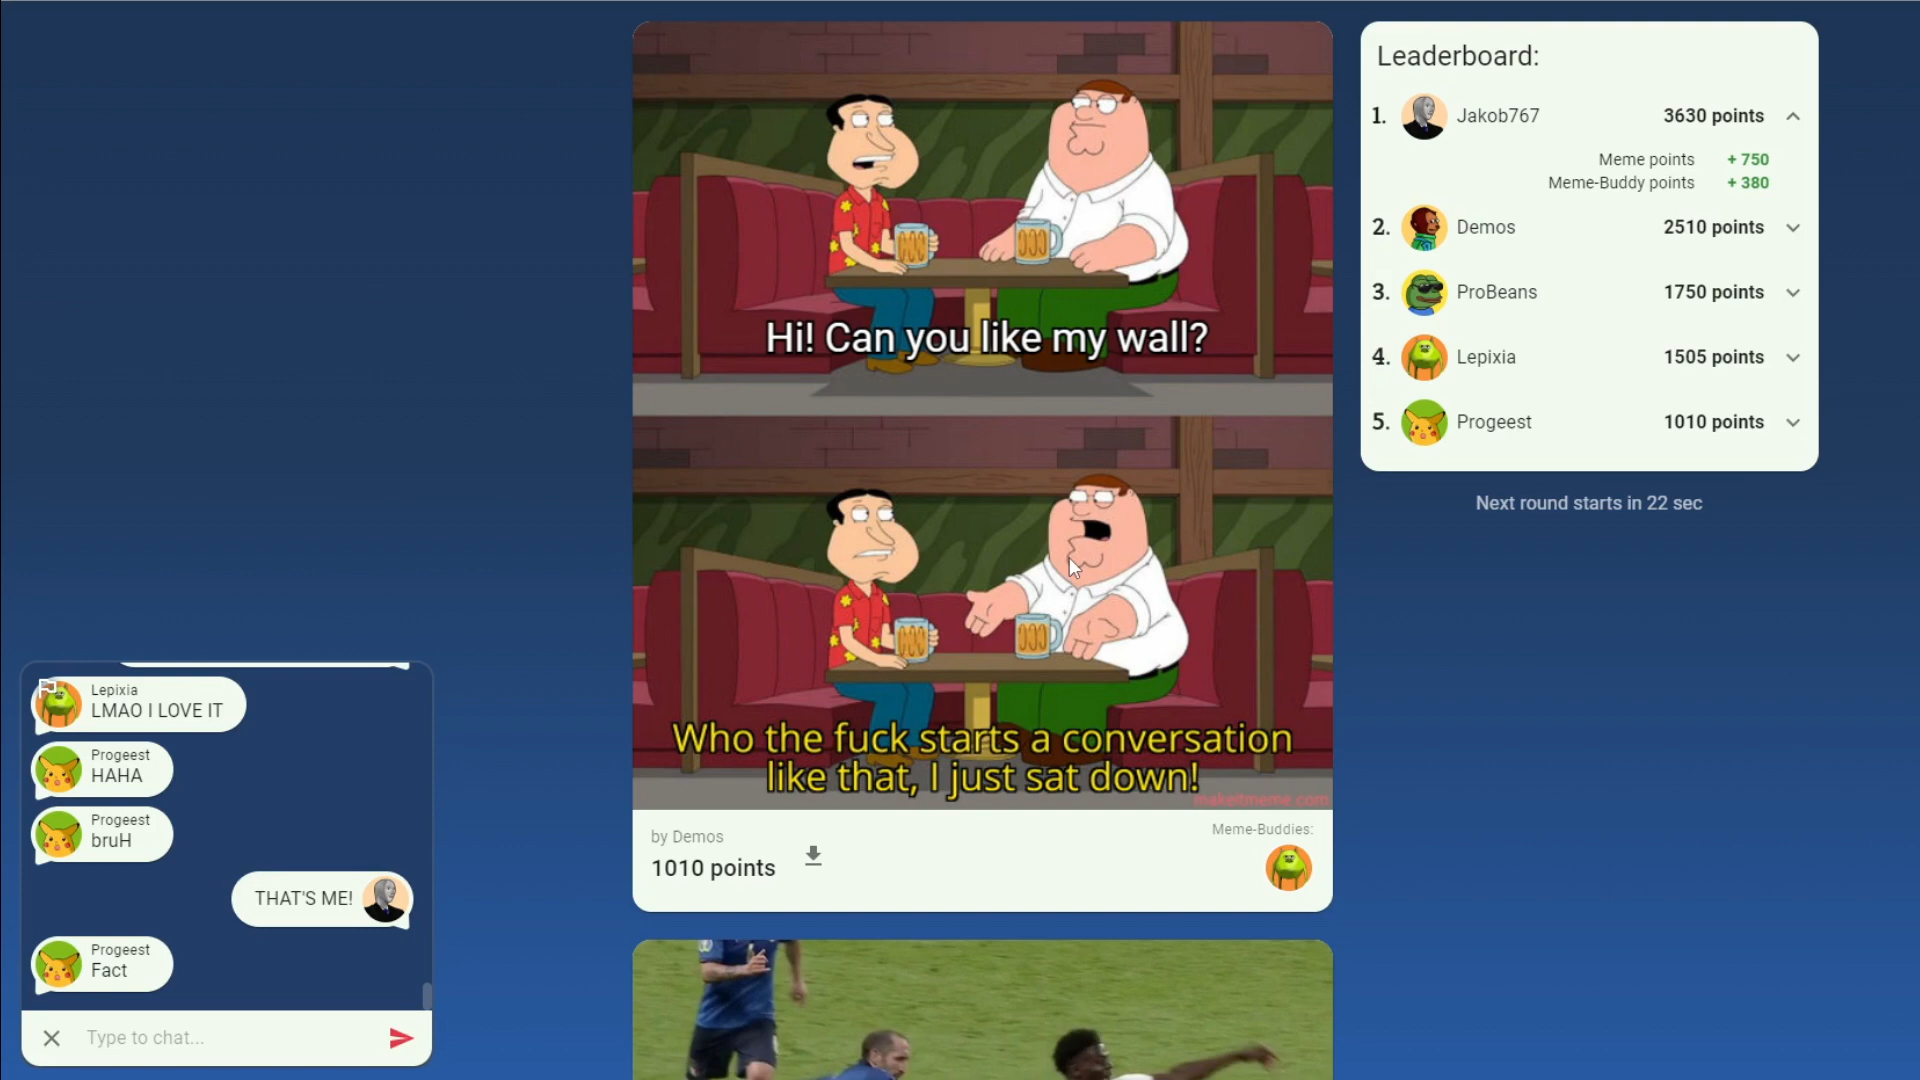 Hi! Can you like my wall?
Who the fuck starts a conversation
like that, I just sat down!
makeitmeme.com
by Demos
1010 points
Meme-Buddies:
Leaderboard:
1. Jakob767 3630 points
Meme points + 750
Meme-Buddy points + 380
2. Demos 2510 points
3. ProBeans 1750 points
4. Lepixia 1505 points
5. Progeest 1010 points
Next round starts in 22 sec
Lepixia
LMAO I LOVE IT
Progeest
HAHA
Progeest
bruH
THAT'S ME!
Progeest
Fact
Type to chat...